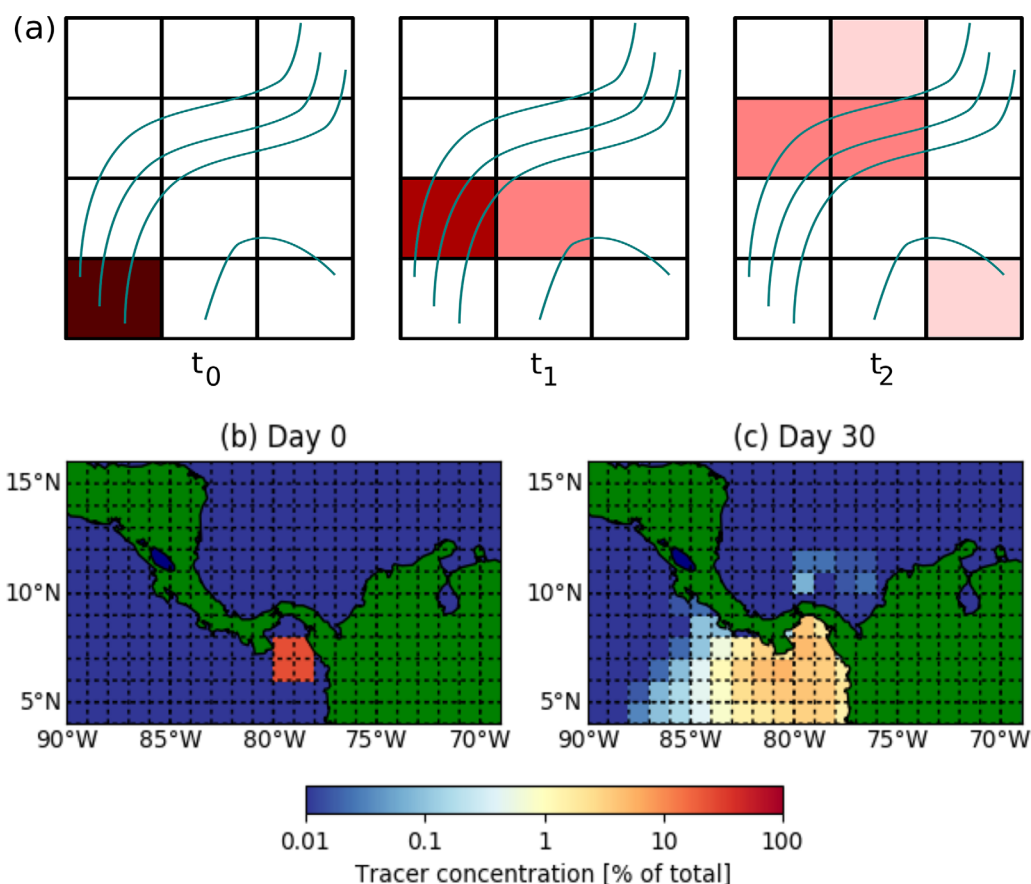 (a)
t0 t1 t2
(b) Day 0 (c) Day 30
15°N 15°N
10°N 10°N
5°N 5°N
90°W 85°W 80°W 75°W 70°W 90°W 85°W 80°W 75°W 70°W
0.01 0.1 1 10 100
Tracer concentration [% of total]